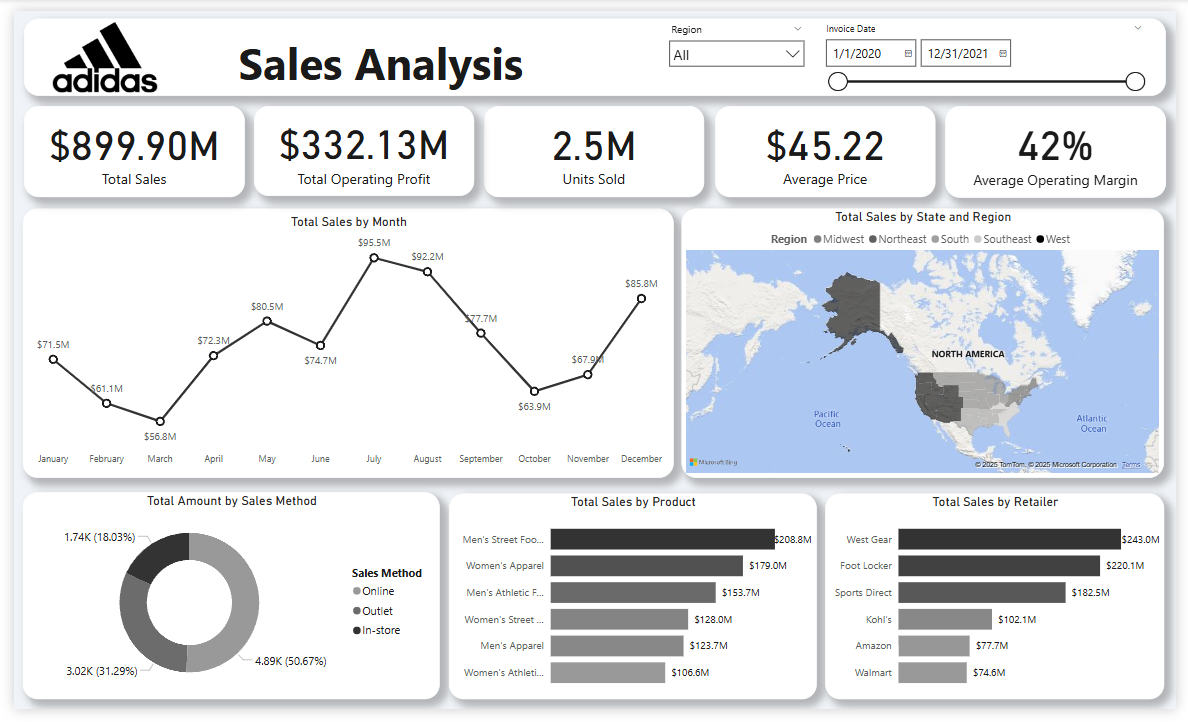 adidas
Sales Analysis
Region
All
Invoice Date
1/1/2020
12/31/2021
$899.90M
Total Sales
$332.13M
Total Operating Profit
2.5M
Units Sold
$45.22
Average Price
42%
Average Operating Margin
Total Sales by Month
$71.5M
$61.1M
$56.8M
$72.3M
$80.5M
$74.7M
$95.5M
$92.2M
$77.7M
$63.9M
$67.9M
$85.8M
January
February
March
April
May
June
July
August
September
October
November
December
Total Sales by State and Region
Region Midwest Northeast South Southeast West
NORTH AMERICA
Pacific
Ocean
Atlantic
Ocean
Microsoft Bing
© 2025 TomTom, © 2025 Microsoft Corporation Terms
Total Amount by Sales Method
1.74K (18.03%)
3.02K (31.29%)
4.89K (50.67%)
Sales Method
Online
Outlet
In-store
Total Sales by Product
Men's Street Foo... $208.8M
Women's Apparel $179.0M
Men's Athletic F... $153.7M
Women's Street ... $128.0M
Men's Apparel $123.7M
Women's Athleti... $106.6M
Total Sales by Retailer
West Gear $243.0M
Foot Locker $220.1M
Sports Direct $182.5M
Kohl's $102.1M
Amazon $77.7M
Walmart $74.6M